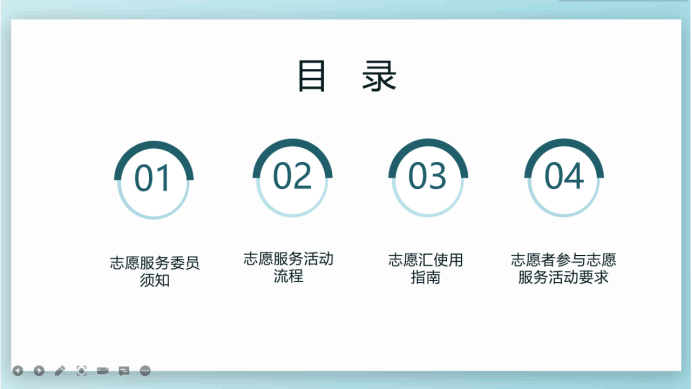 目 录
01
02
03
04
志愿服务委员
须知
志愿服务活动
流程
志愿汇使用
指南
志愿者参与志愿
服务活动要求